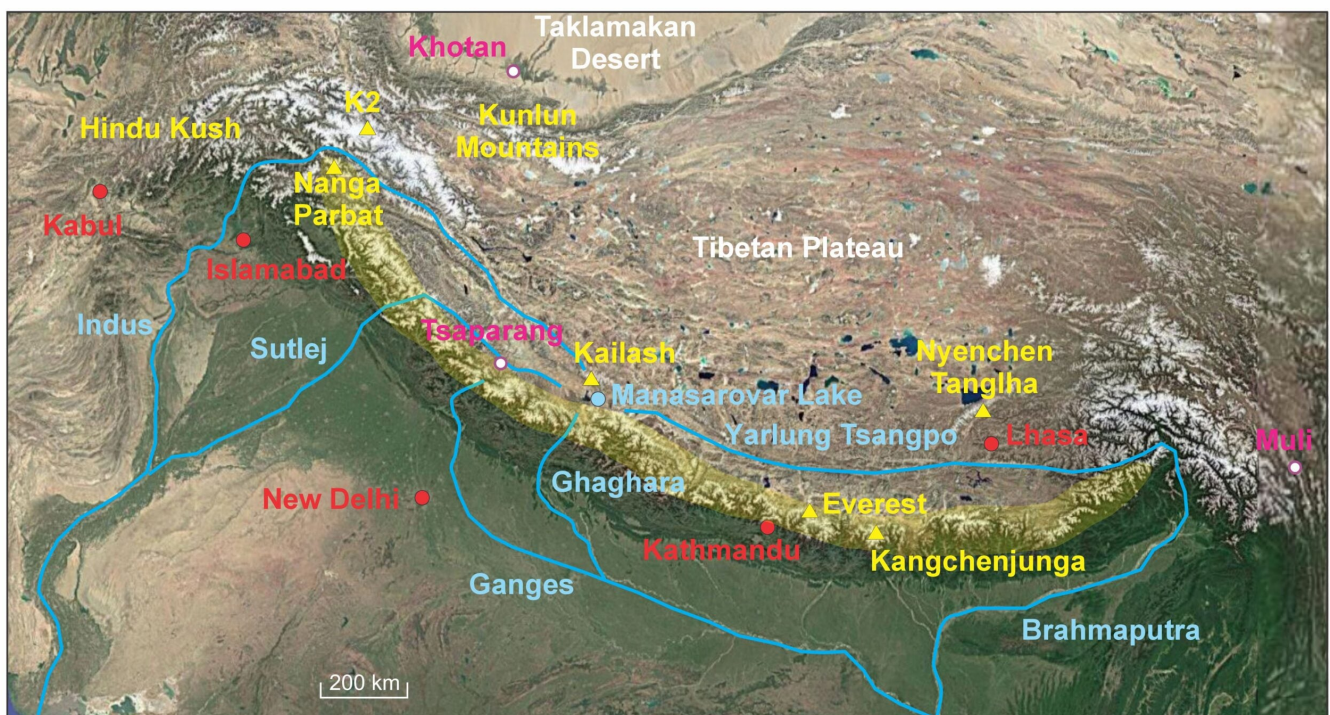 Taklamakan
Desert
Khotan
K2
Hindu Kush
Kunlun
Mountains
Nanga
Parbat
Kabul
Islamabad
Tibetan Plateau
Indus
Sutlej
Tsaparang
Kailash
Manasarovar Lake
Nyenchen
Tanglha
Yarlung Tsangpo
Lhasa
Muli
New Delhi
Ghaghara
Everest
Kathmandu
Kangchenjunga
Ganges
Brahmaputra
200 km